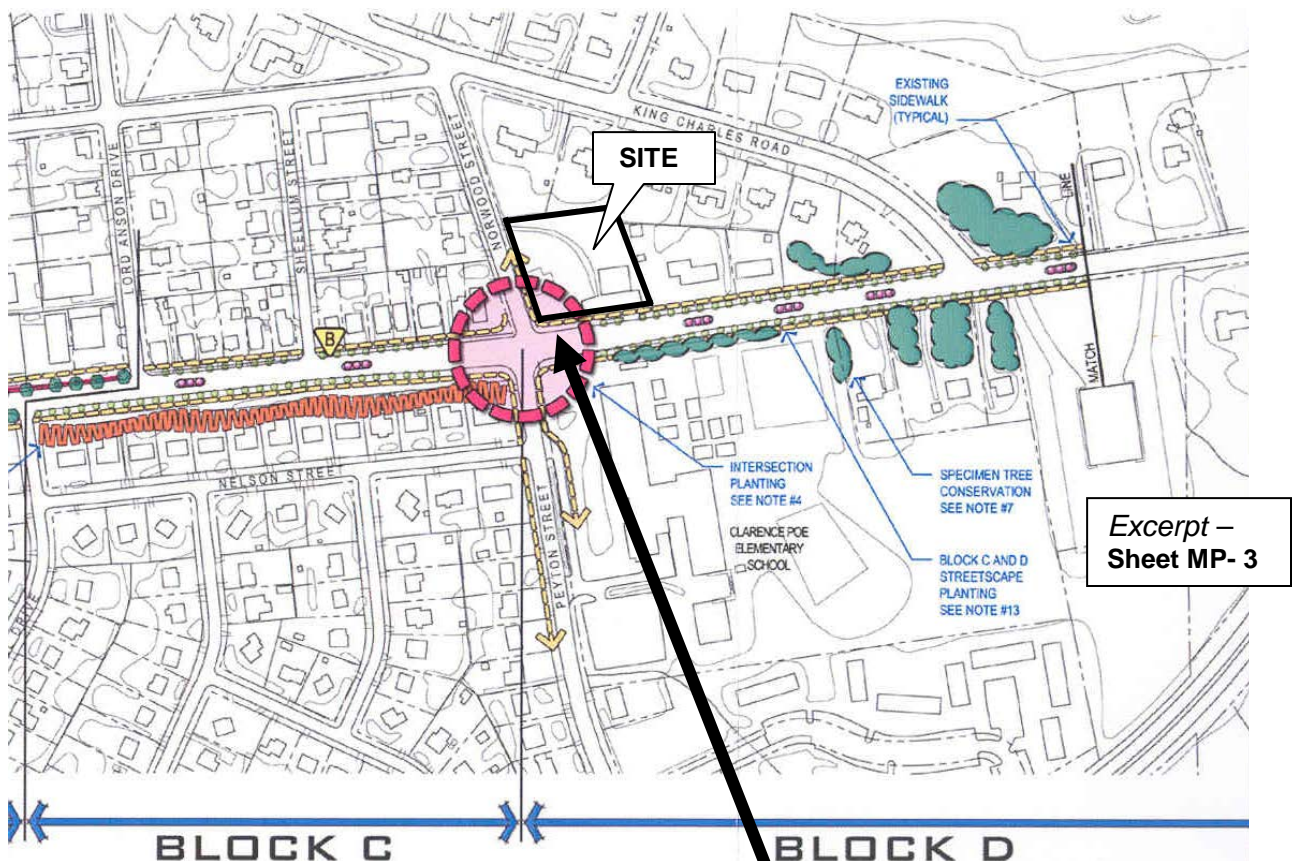 EXISTING
SIDEWALK
(TYPICAL)
KING CHARLES ROAD
SITE
LORD ANSON DRIVE
SHELLUM STREET
NORWOOD STREET
LINE
B
MATCH
NELSON STREET
INTERSECTION
PLANTING
SEE NOTE #4
SPECIMEN TREE
CONSERVATION
SEE NOTE #7
CLARENCE POE
ELEMENTARY
SCHOOL
Excerpt –
Sheet MP- 3
BLOCK C AND D
STREETSCAPE
PLANTING
SEE NOTE #13
PEYTON STREET
DRIVE
BLOCK C
BLOCK D